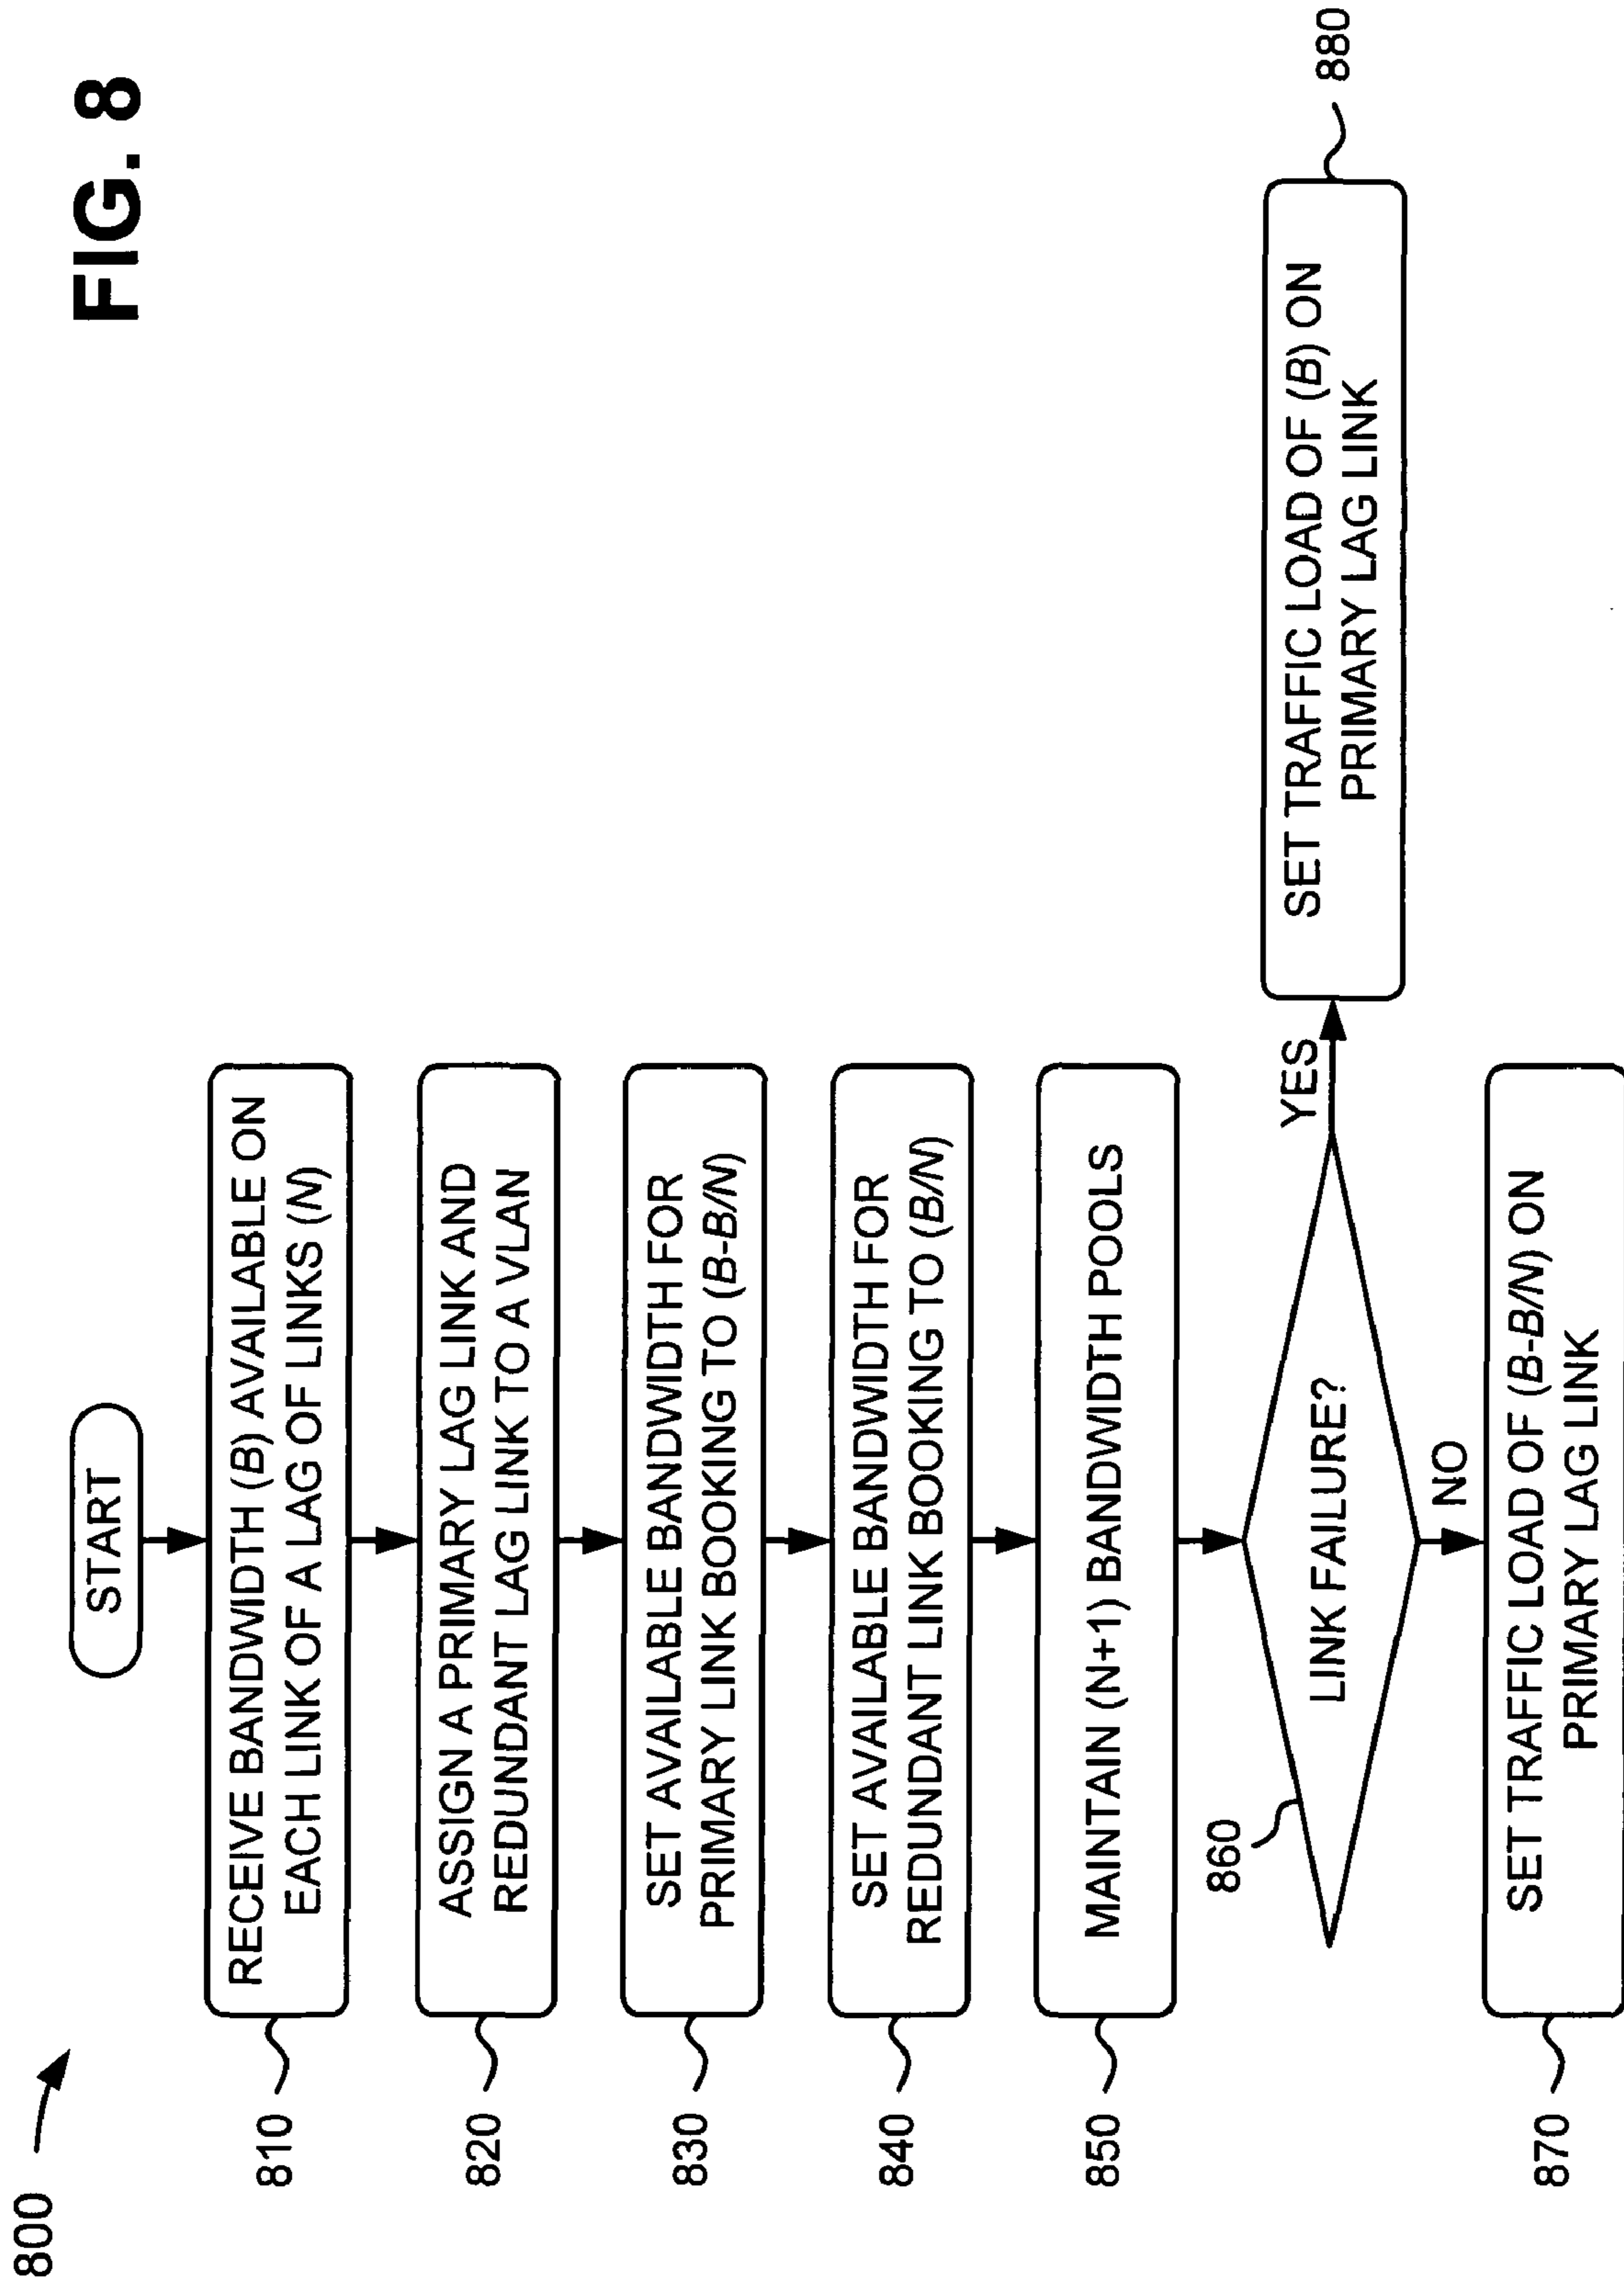 FIG. 8
800
START
810
RECEIVE BANDWIDTH (B) AVAILABLE ON
EACH LINK OF A LAG OF LINKS (N)
820
ASSIGN A PRIMARY LAG LINK AND
REDUNDANT LAG LINK TO A VLAN
830
SET AVAILABLE BANDWIDTH FOR
PRIMARY LINK BOOKING TO (B-B/N)
840
SET AVAILABLE BANDWIDTH FOR
REDUNDANT LINK BOOKING TO (B/N)
850
MAINTAIN (N+1) BANDWIDTH POOLS
860
LINK FAILURE?
YES
880
SET TRAFFIC LOAD OF (B) ON
PRIMARY LAG LINK
NO
870
SET TRAFFIC LOAD OF (B-B/N) ON
PRIMARY LAG LINK